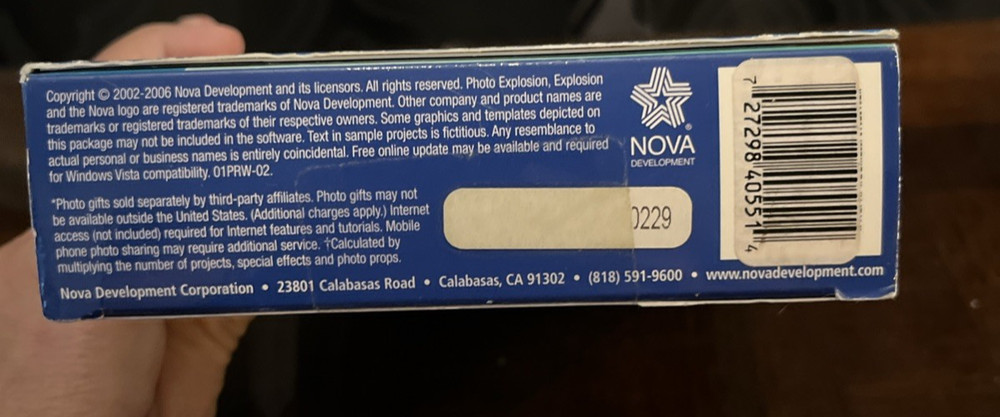 Copyright © 2002-2006 Nova Development and its licensors. All rights reserved. Photo Explosion, Explosion
and the Nova logo are registered trademarks of Nova Development. Other company and product names are
trademarks or registered trademarks of their respective owners. Some graphics and templates depicted on
this package may not be included in the software. Text in sample projects is fictitious. Any resemblance to
actual personal or business names is entirely coincidental. Free online update may be available and required
for Windows Vista compatibility. 01PRW-02.
*Photo gifts sold separately by third-party affiliates. Photo gifts may not
be available outside the United States. (Additional charges apply.) Internet
access (not included) required for Internet features and tutorials. Mobile
phone photo sharing may require additional service. †Calculated by
multiplying the number of projects, special effects and photo props.
Nova Development Corporation • 23801 Calabasas Road • Calabasas, CA 91302 • (818) 591-9600 • www.novadevelopment.com
NOVA
®
DEVELOPMENT
0229
7 27298 40551 4